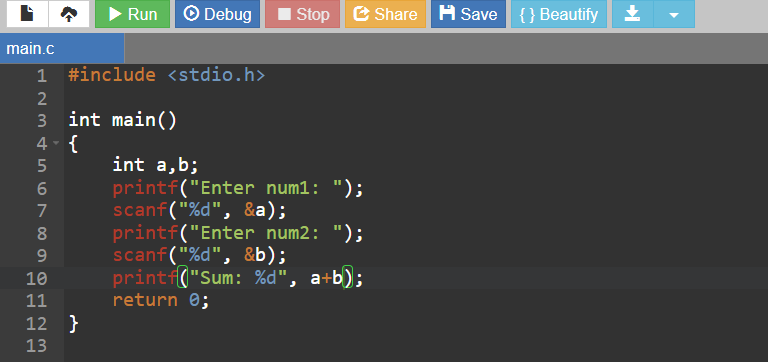 Run Debug Stop Share Save { } Beautify
main.c
1 #include <stdio.h>
2
3 int main()
4 {
5     int a,b;
6     printf("Enter num1: ");
7     scanf("%d", &a);
8     printf("Enter num2: ");
9     scanf("%d", &b);
10     printf("Sum: %d", a+b);
11     return 0;
12 }
13